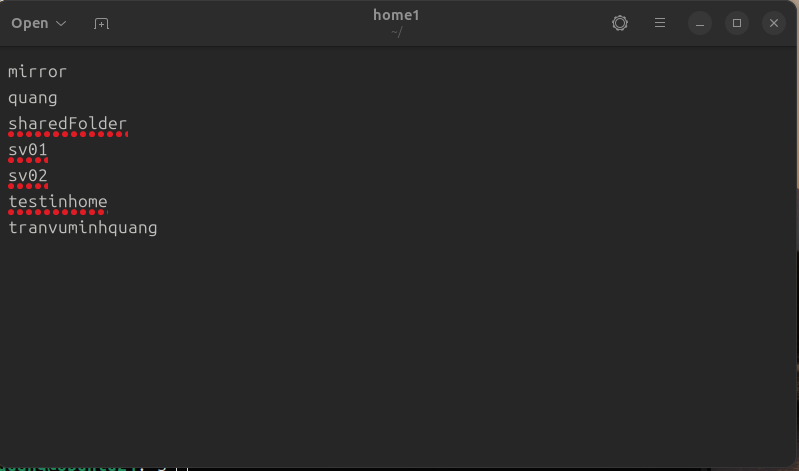 Open
home1
~/
mirror
quang
sharedFolder
sv01
sv02
testinhome
tranvuminhquang